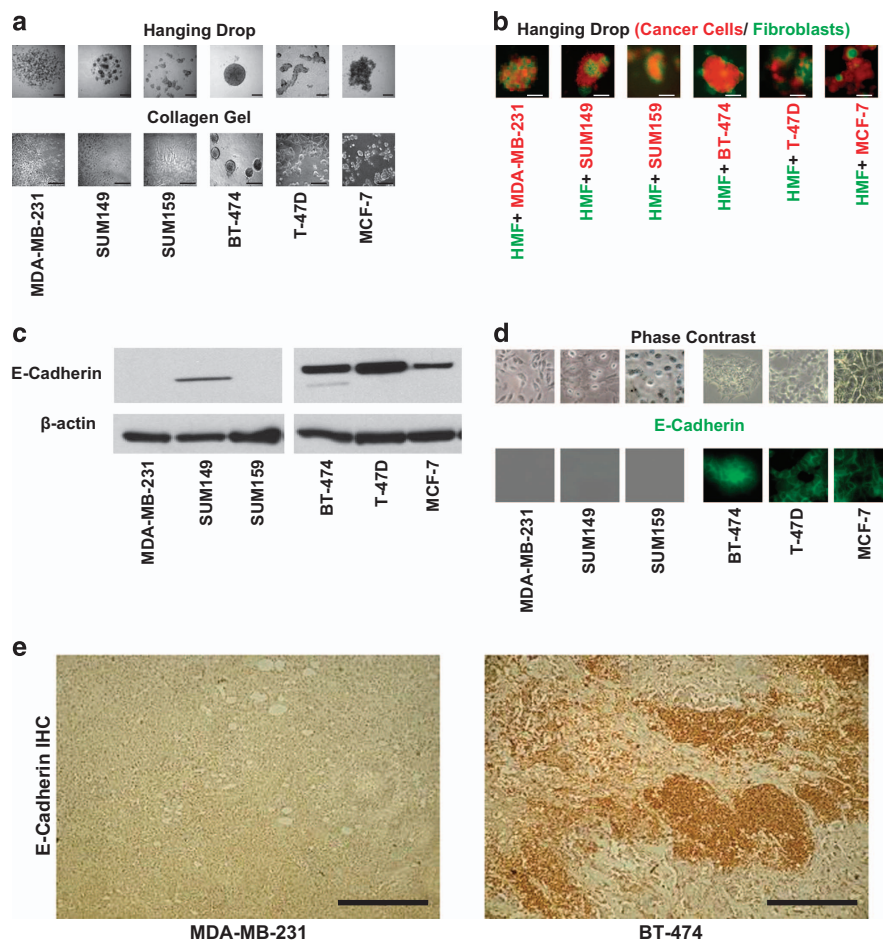 a
Hanging Drop
Collagen Gel
MDA-MB-231
SUM149
SUM159
BT-474
T-47D
MCF-7
b
Hanging Drop (Cancer Cells/ Fibroblasts)
HMF+ MDA-MB-231
HMF+ SUM149
HMF+ SUM159
HMF+ BT-474
HMF+ T-47D
HMF+ MCF-7
c
E-Cadherin
β-actin
MDA-MB-231
SUM149
SUM159
BT-474
T-47D
MCF-7
d
Phase Contrast
E-Cadherin
MDA-MB-231
SUM149
SUM159
BT-474
T-47D
MCF-7
e
E-Cadherin IHC
MDA-MB-231
BT-474